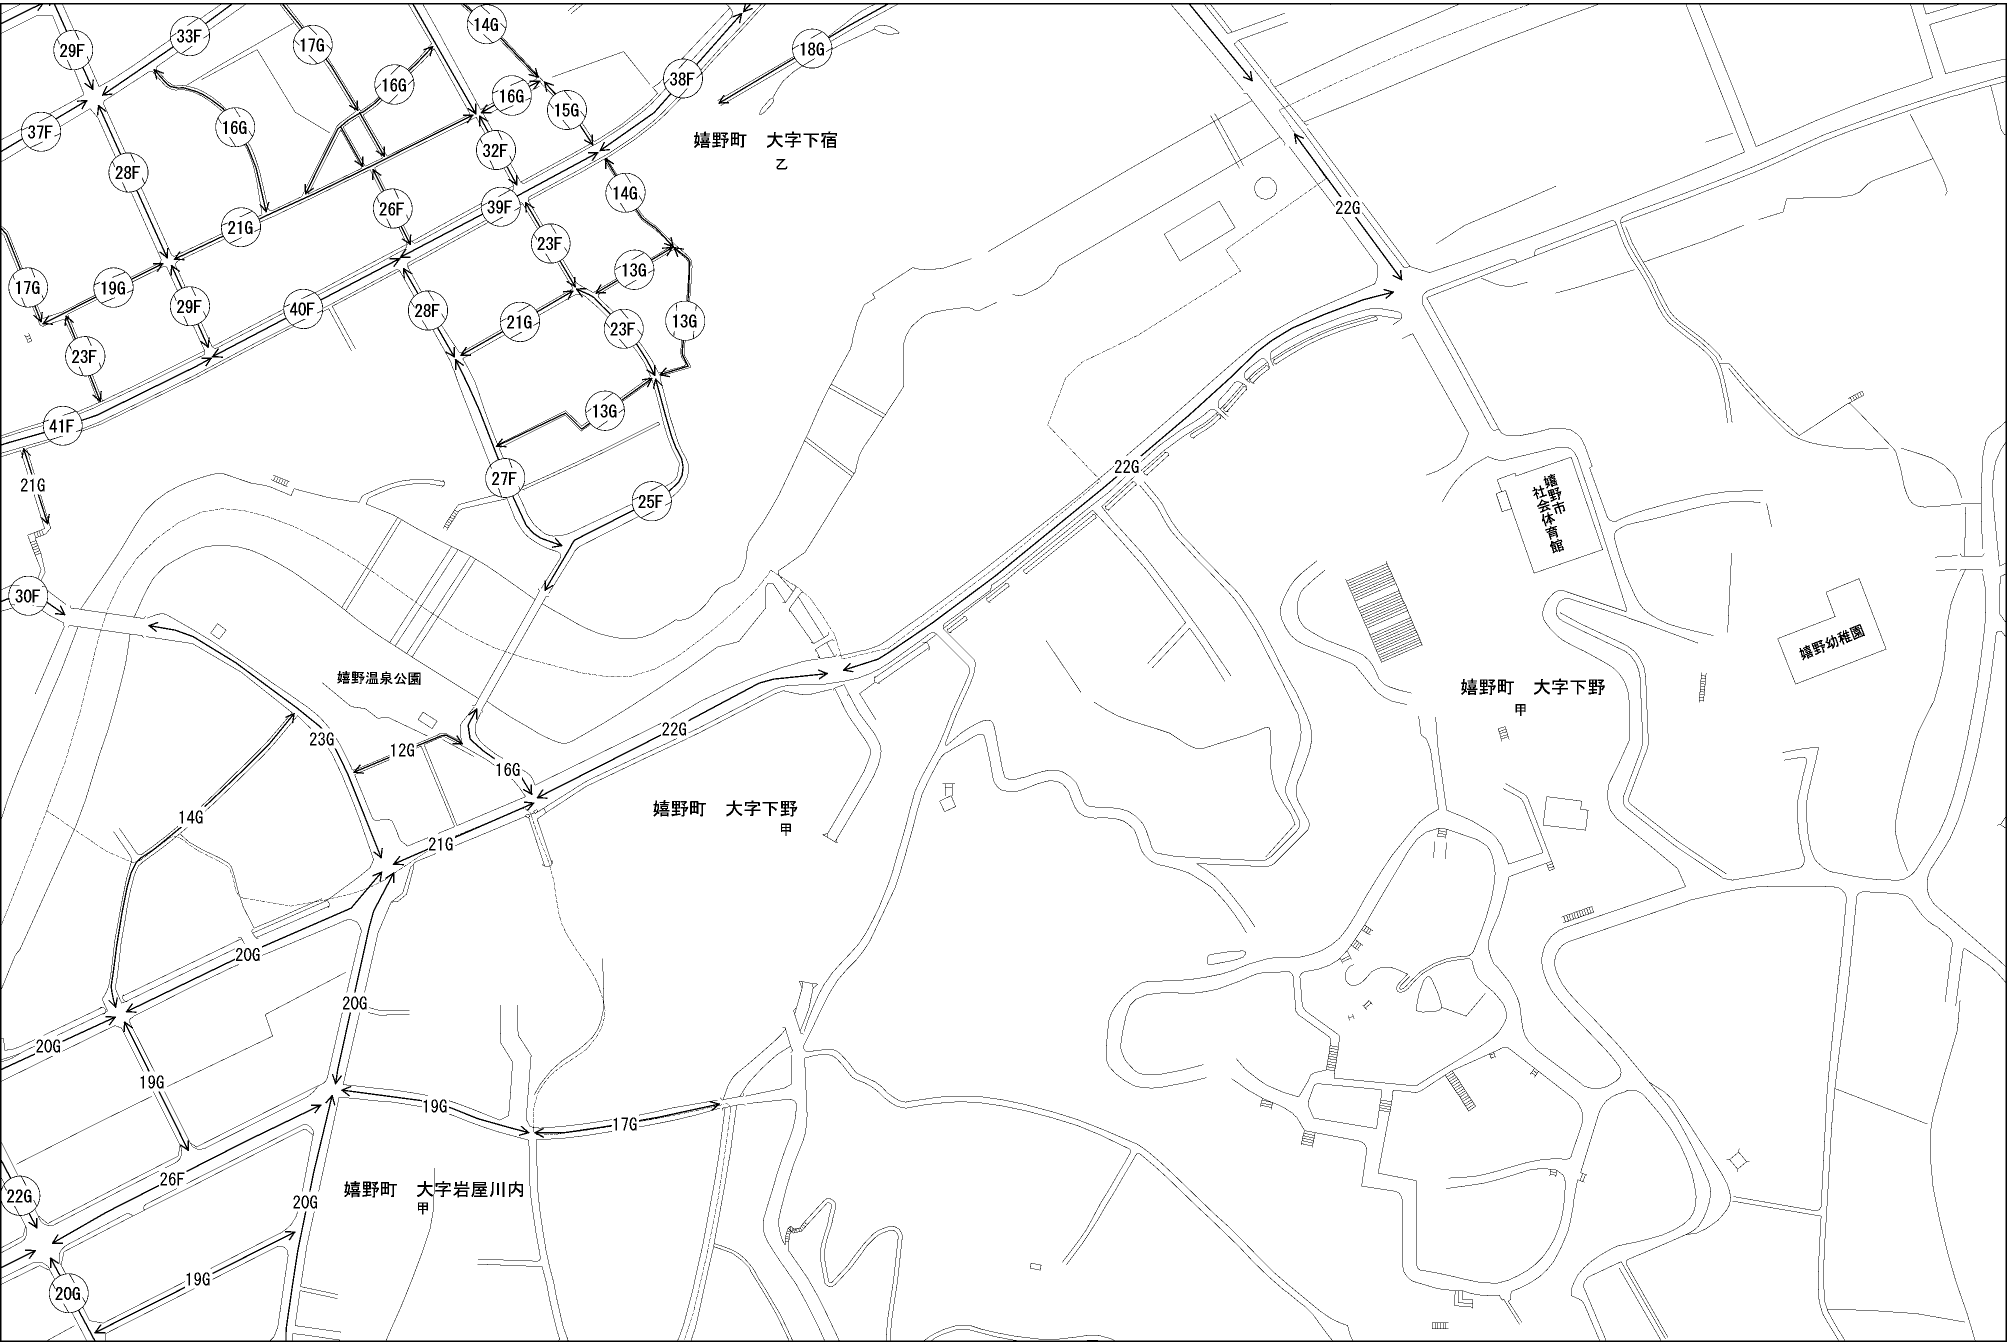 14G
17G
33F
29F
18G
38F
16G
16G
15G
16G
37F
嬉野町　大字下宿
乙
32F
28F
14G
26F
39F
22G
21G
23F
13G
17G
19G
29F
40F
28F
21G
23F
13G
23F
13G
41F
22G
27F
21G
25F
嬉野市
社会体育館
30F
嬉野幼稚園
嬉野温泉公園
嬉野町　大字下野
甲
22G
23G
12G
16G
14G
嬉野町　大字下野
甲
21G
20G
20G
20G
19G
19G
17G
26F
22G
20G
嬉野町　大字岩屋川内
甲
19G
20G